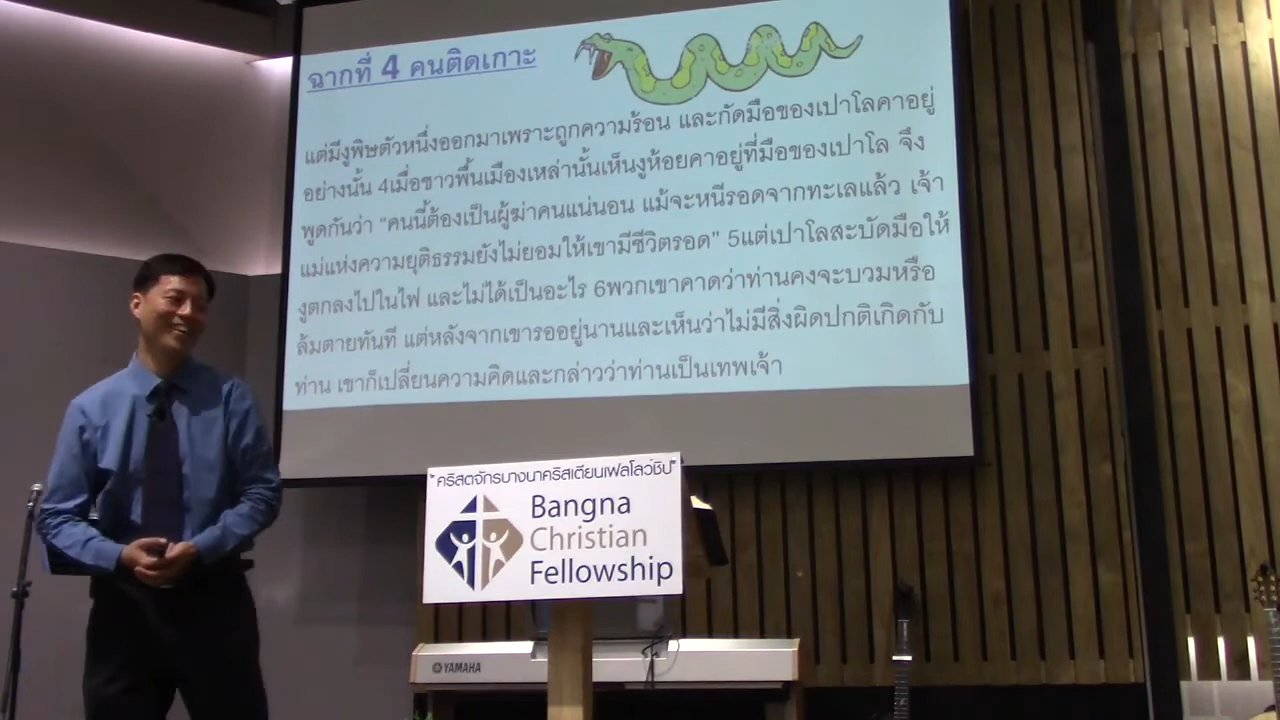 ฉากที่ 4 คนติดเกาะ
แต่มีงูพิษตัวหนึ่งออกมาเพราะถูกความร้อน และกัดมือของเปาโลคาอยู่
อย่างนั้น 4เมื่อชาวพื้นเมืองเหล่านั้นเห็นงูห้อยคาอยู่ที่มือของเปาโล จึง
พูดกันว่า “คนนี้ต้องเป็นผู้ฆ่าคนแน่นอน แม้จะหนีรอดจากทะเลแล้ว เจ้า
แม่แห่งความยุติธรรมยังไม่ยอมให้เขามีชีวิตรอด” 5แต่เปาโลสะบัดมือให้
งูตกลงไปในไฟ และไม่ได้เป็นอะไร 6พวกเขาคาดว่าท่านคงจะบวมหรือ
ล้มตายทันที แต่หลังจากเขารออยู่นานและเห็นว่าไม่มีสิ่งผิดปกติเกิดกับ
ท่าน เขาก็เปลี่ยนความคิดและกล่าวว่าท่านเป็นเทพเจ้า
"คริสตจักรบางนาคริสเตียนเฟลโลว์ชิป"
Bangna
Christian
Fellowship
YAMAHA